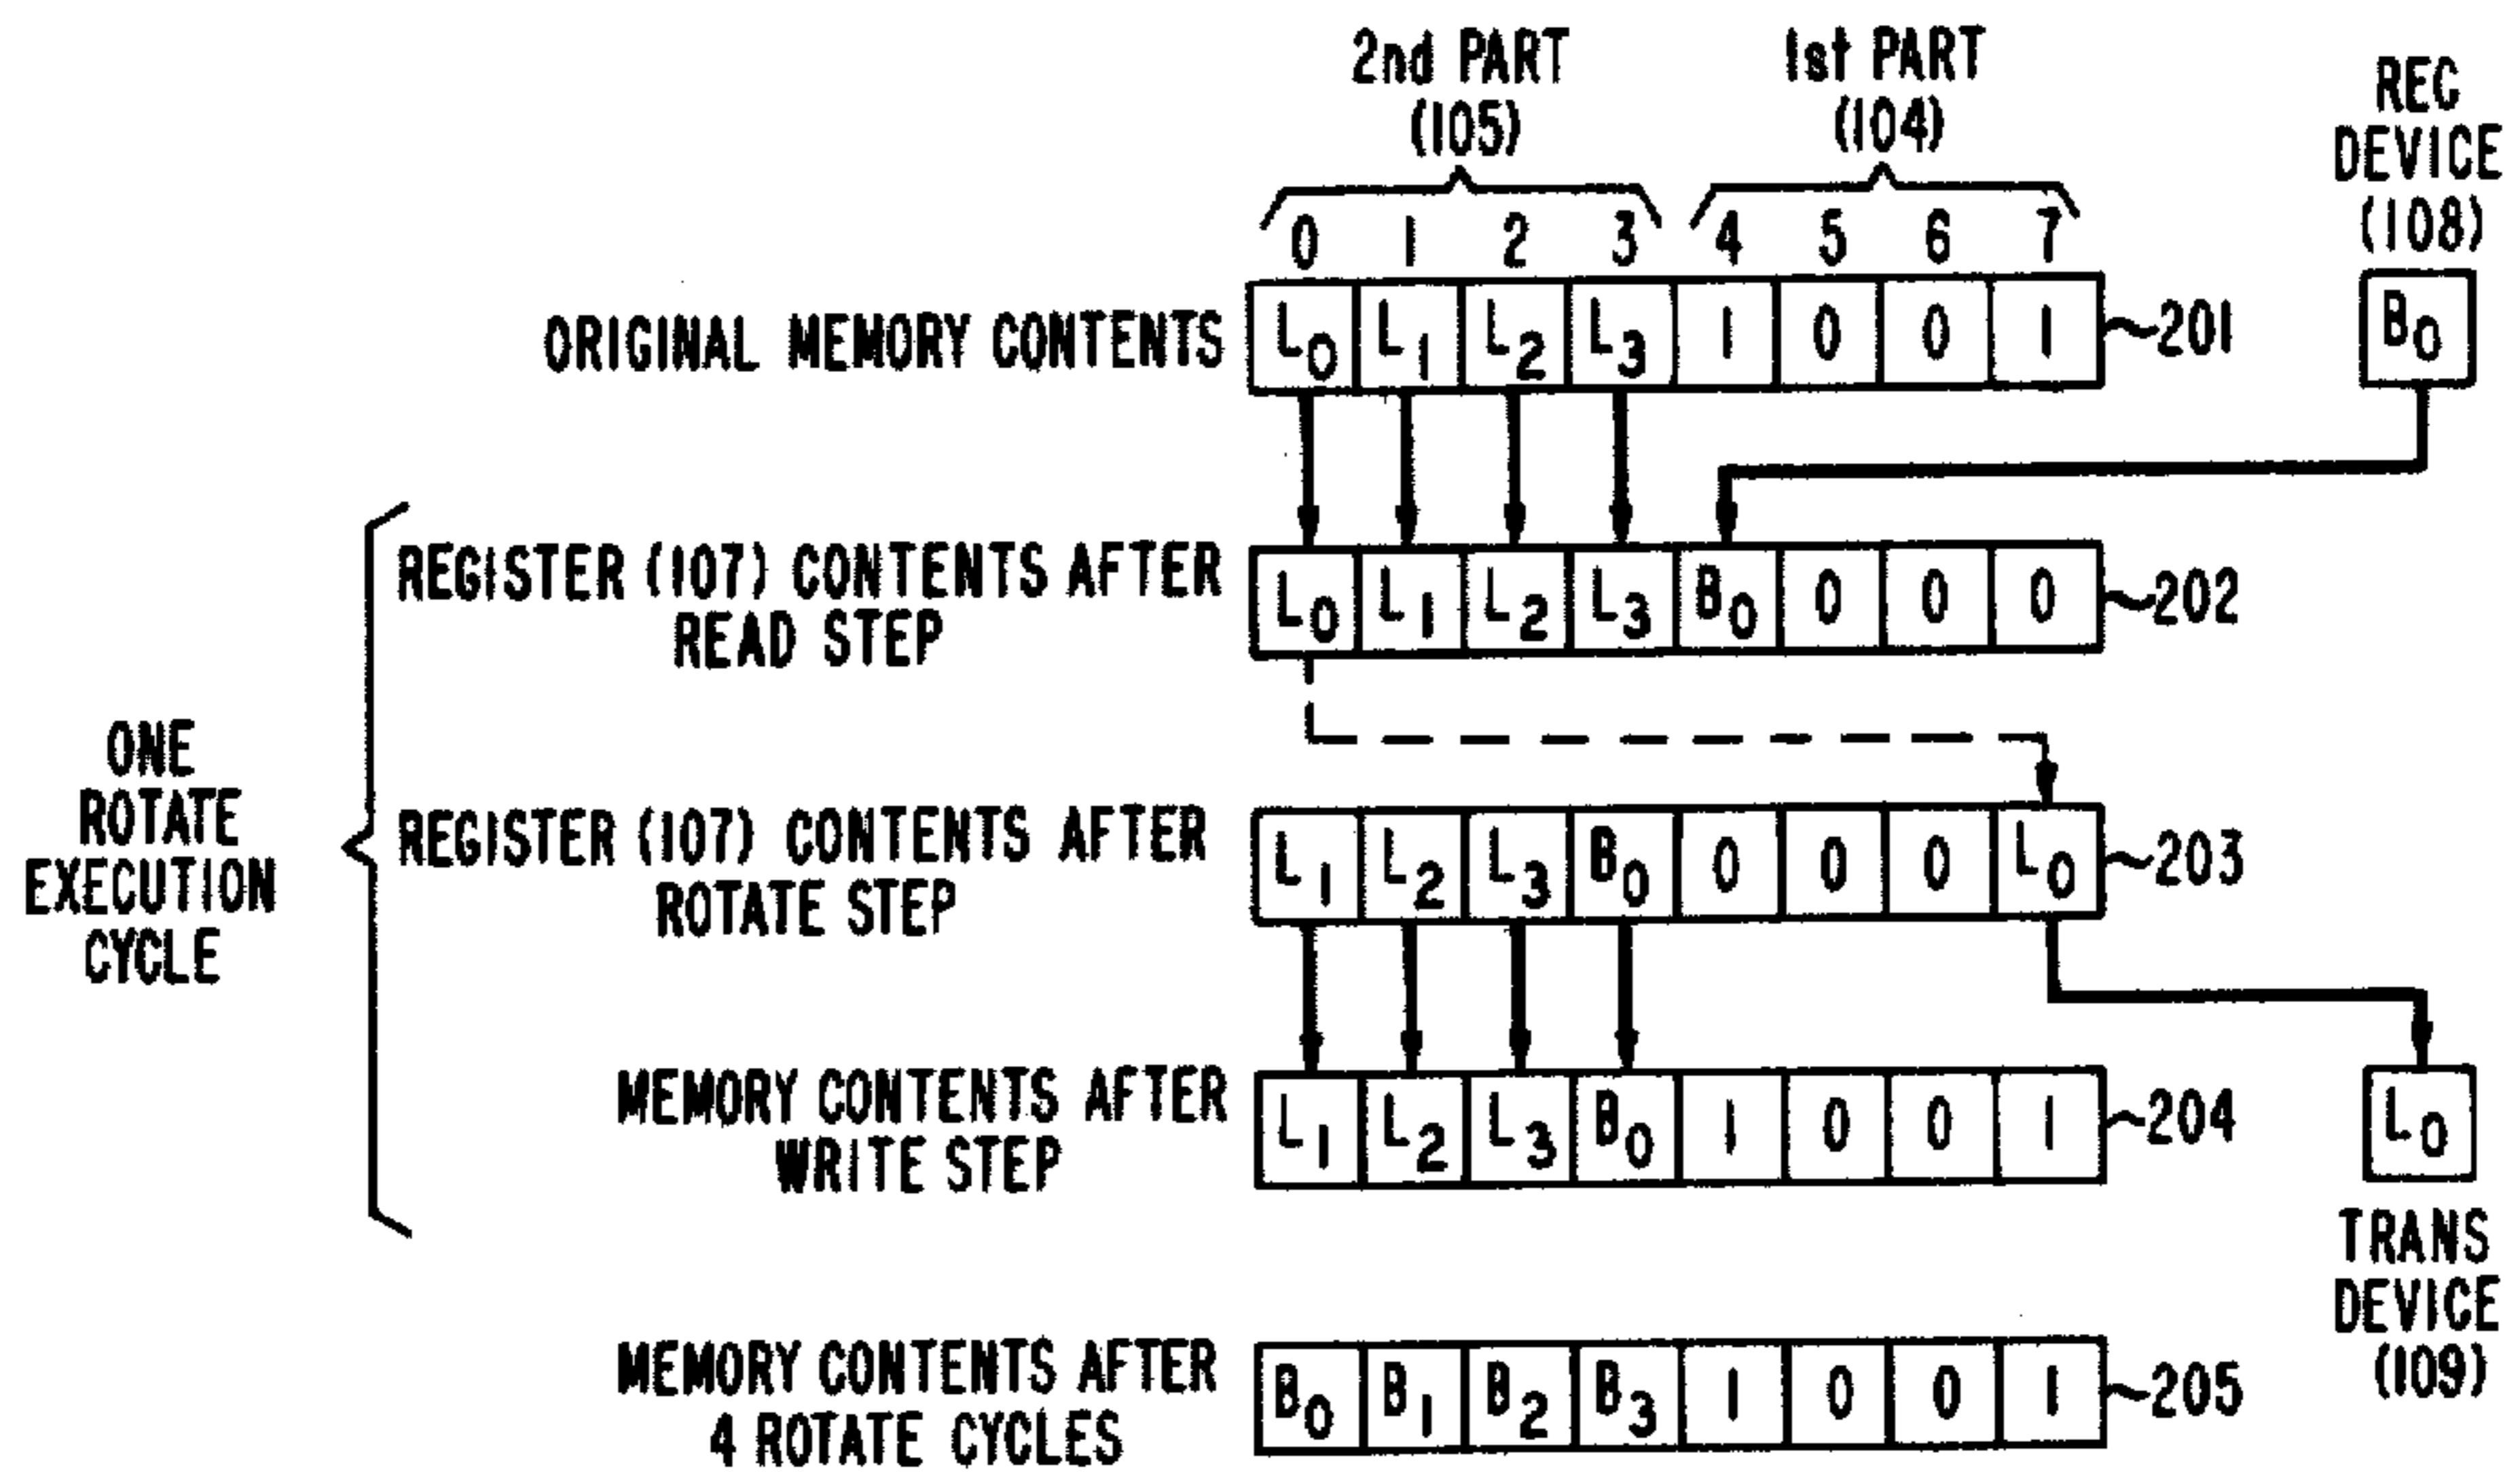 2nd PART
(105)
1st PART
(104)
REC
DEVICE
(108)
0 1 2 3 4 5 6 7
ORIGINAL MEMORY CONTENTS
L0 L1 L2 L3 1 0 0 1
201
B0
REGISTER (107) CONTENTS AFTER
READ STEP
L0 L1 L2 L3 B0 0 0 0
202
ONE
ROTATE
EXECUTION
CYCLE
REGISTER (107) CONTENTS AFTER
ROTATE STEP
L1 L2 L3 B0 0 0 0 L0
203
MEMORY CONTENTS AFTER
WRITE STEP
L1 L2 L3 B0 1 0 0 1
204
L0
TRANS
DEVICE
(109)
MEMORY CONTENTS AFTER
4 ROTATE CYCLES
B0 B1 B2 B3 1 0 0 1
205